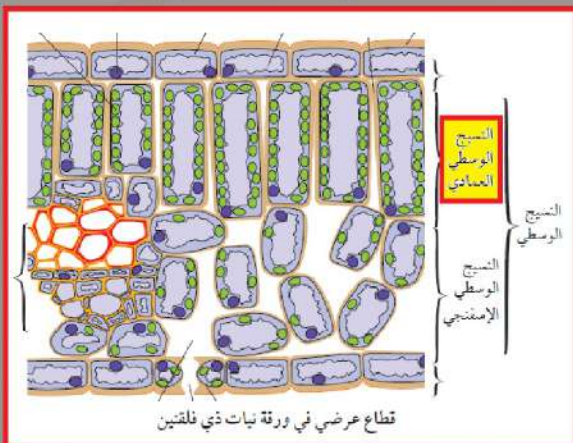 النسيج
الوسطي
العمادي
النسيج
الوسطي
النسيج
الوسطي
الإسفنجي
قطاع عرضي في ورقة نبات ذي فلقتين